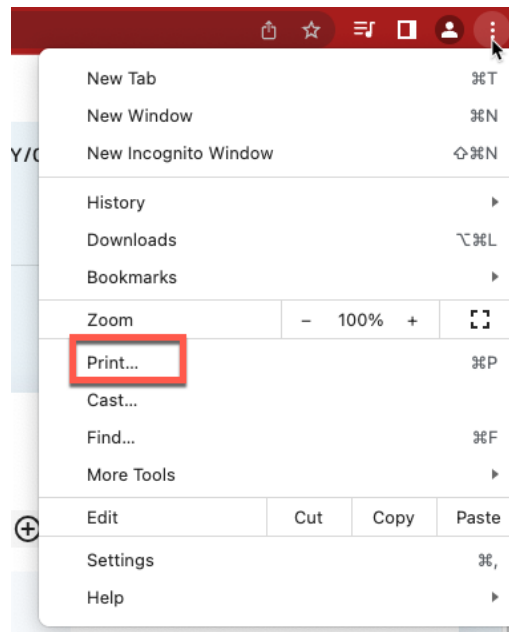 New Tab ⌘T
New Window ⌘N
Y/
New Incognito Window ⇧⌘N
History
Downloads ⌥⌘L
Bookmarks
Zoom - 100% +
Print... ⌘P
Cast...
Find... ⌘F
More Tools
Edit Cut Copy Paste
Settings ⌘,
Help